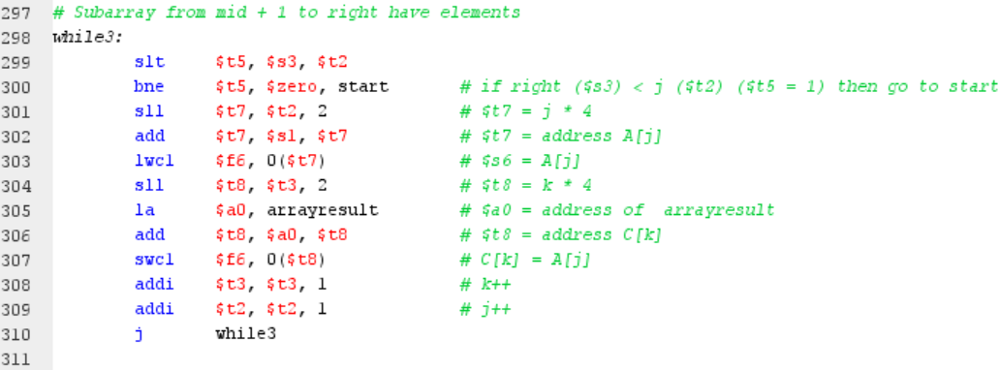 297 # Subarray from mid + 1 to right have elements
298 while3:
299 slt $t5, $s3, $t2
300 bne $t5, $zero, start # if right ($s3) < j ($t2) ($t5 = 1) then go to start
301 sll $t7, $t2, 2 # $t7 = j * 4
302 add $t7, $s1, $t7 # $t7 = address A[j]
303 lwc1 $f6, 0($t7) # $s6 = A[j]
304 sll $t8, $t3, 2 # $t8 = k * 4
305 la $a0, arrayresult # $a0 = address of  arrayresult
306 add $t8, $a0, $t8 # $t8 = address C[k]
307 swc1 $f6, 0($t8) # C[k] = A[j]
308 addi $t3, $t3, 1 # k++
309 addi $t2, $t2, 1 # j++
310 j while3
311